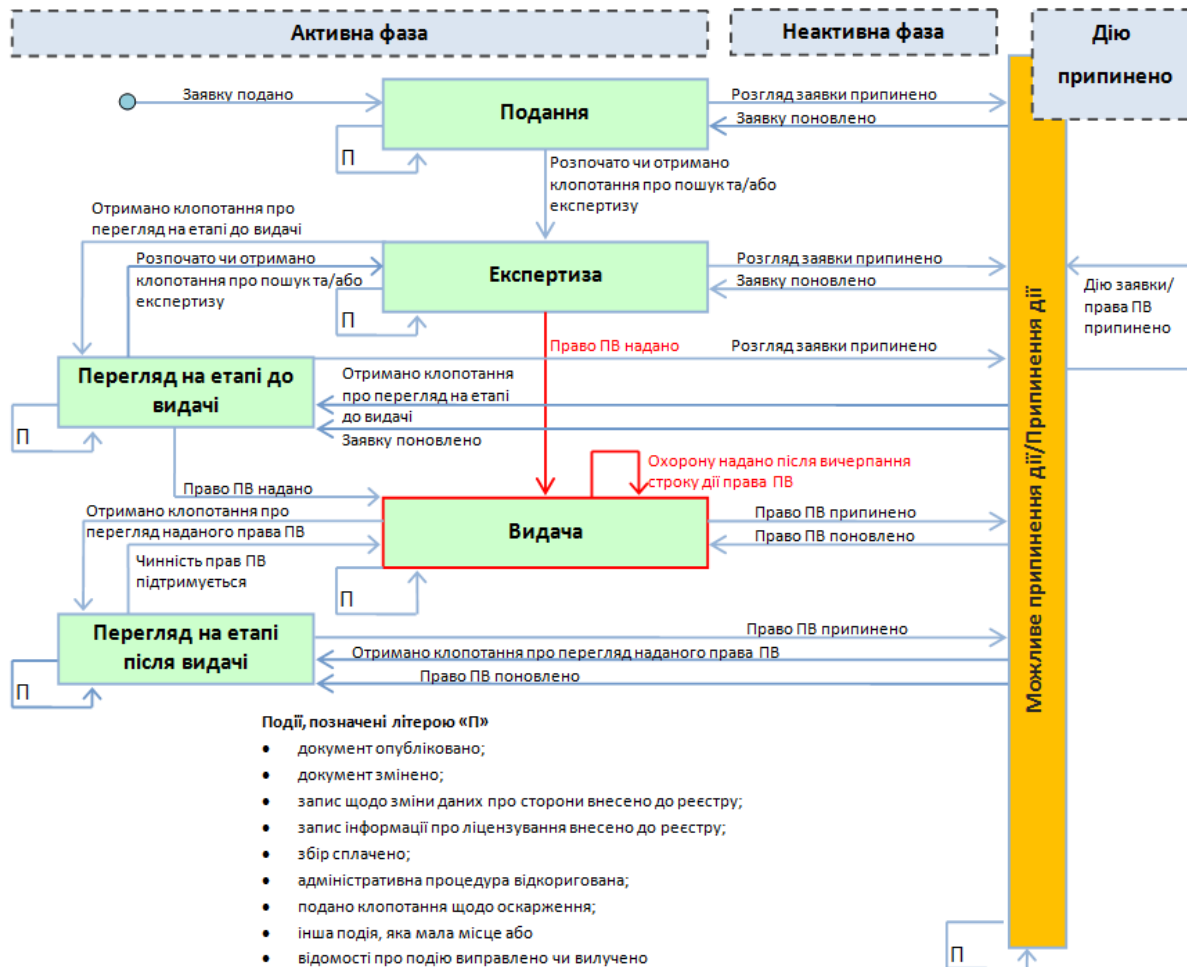 Активна фаза
Неактивна фаза
Дію
припинено
Заявку подано
Подання
Розгляд заявки припинено
Заявку поновлено
П
Розпочато чи отримано
клопотання про пошук та/або
експертизу
Отримано клопотання про
перегляд на етапі до видачі
Розпочато чи отримано
клопотання про пошук та/або
експертизу
Експертиза
Розгляд заявки припинено
Заявку поновлено
П
Дію заявки/
права ПВ
припинено
Право ПВ надано
Розгляд заявки припинено
Перегляд на етапі до
видачі
Отримано клопотання
про перегляд на етапі
до видачі
Заявку поновлено
П
Право ПВ надано
Охорону надано після вичерпання
строку дії права ПВ
Отримано клопотання про
перегляд наданого права ПВ
Видача
Право ПВ припинено
Право ПВ поновлено
Чинність прав ПВ
підтримується
П
Перегляд на етапі
після видачі
Право ПВ припинено
Отримано клопотання про перегляд наданого права ПВ
Право ПВ поновлено
П
Можливе припинення дії/Припинення дії
Події, позначені літерою «П»
• документ опубліковано;
• документ змінено;
• запис щодо зміни даних про сторони внесено до реєстру;
• запис інформації про ліцензування внесено до реєстру;
• збір сплачено;
• адміністративна процедура відкоригована;
• подано клопотання щодо оскарження;
• інша подія, яка мала місце або
• відомості про подію виправлено чи вилучено
П